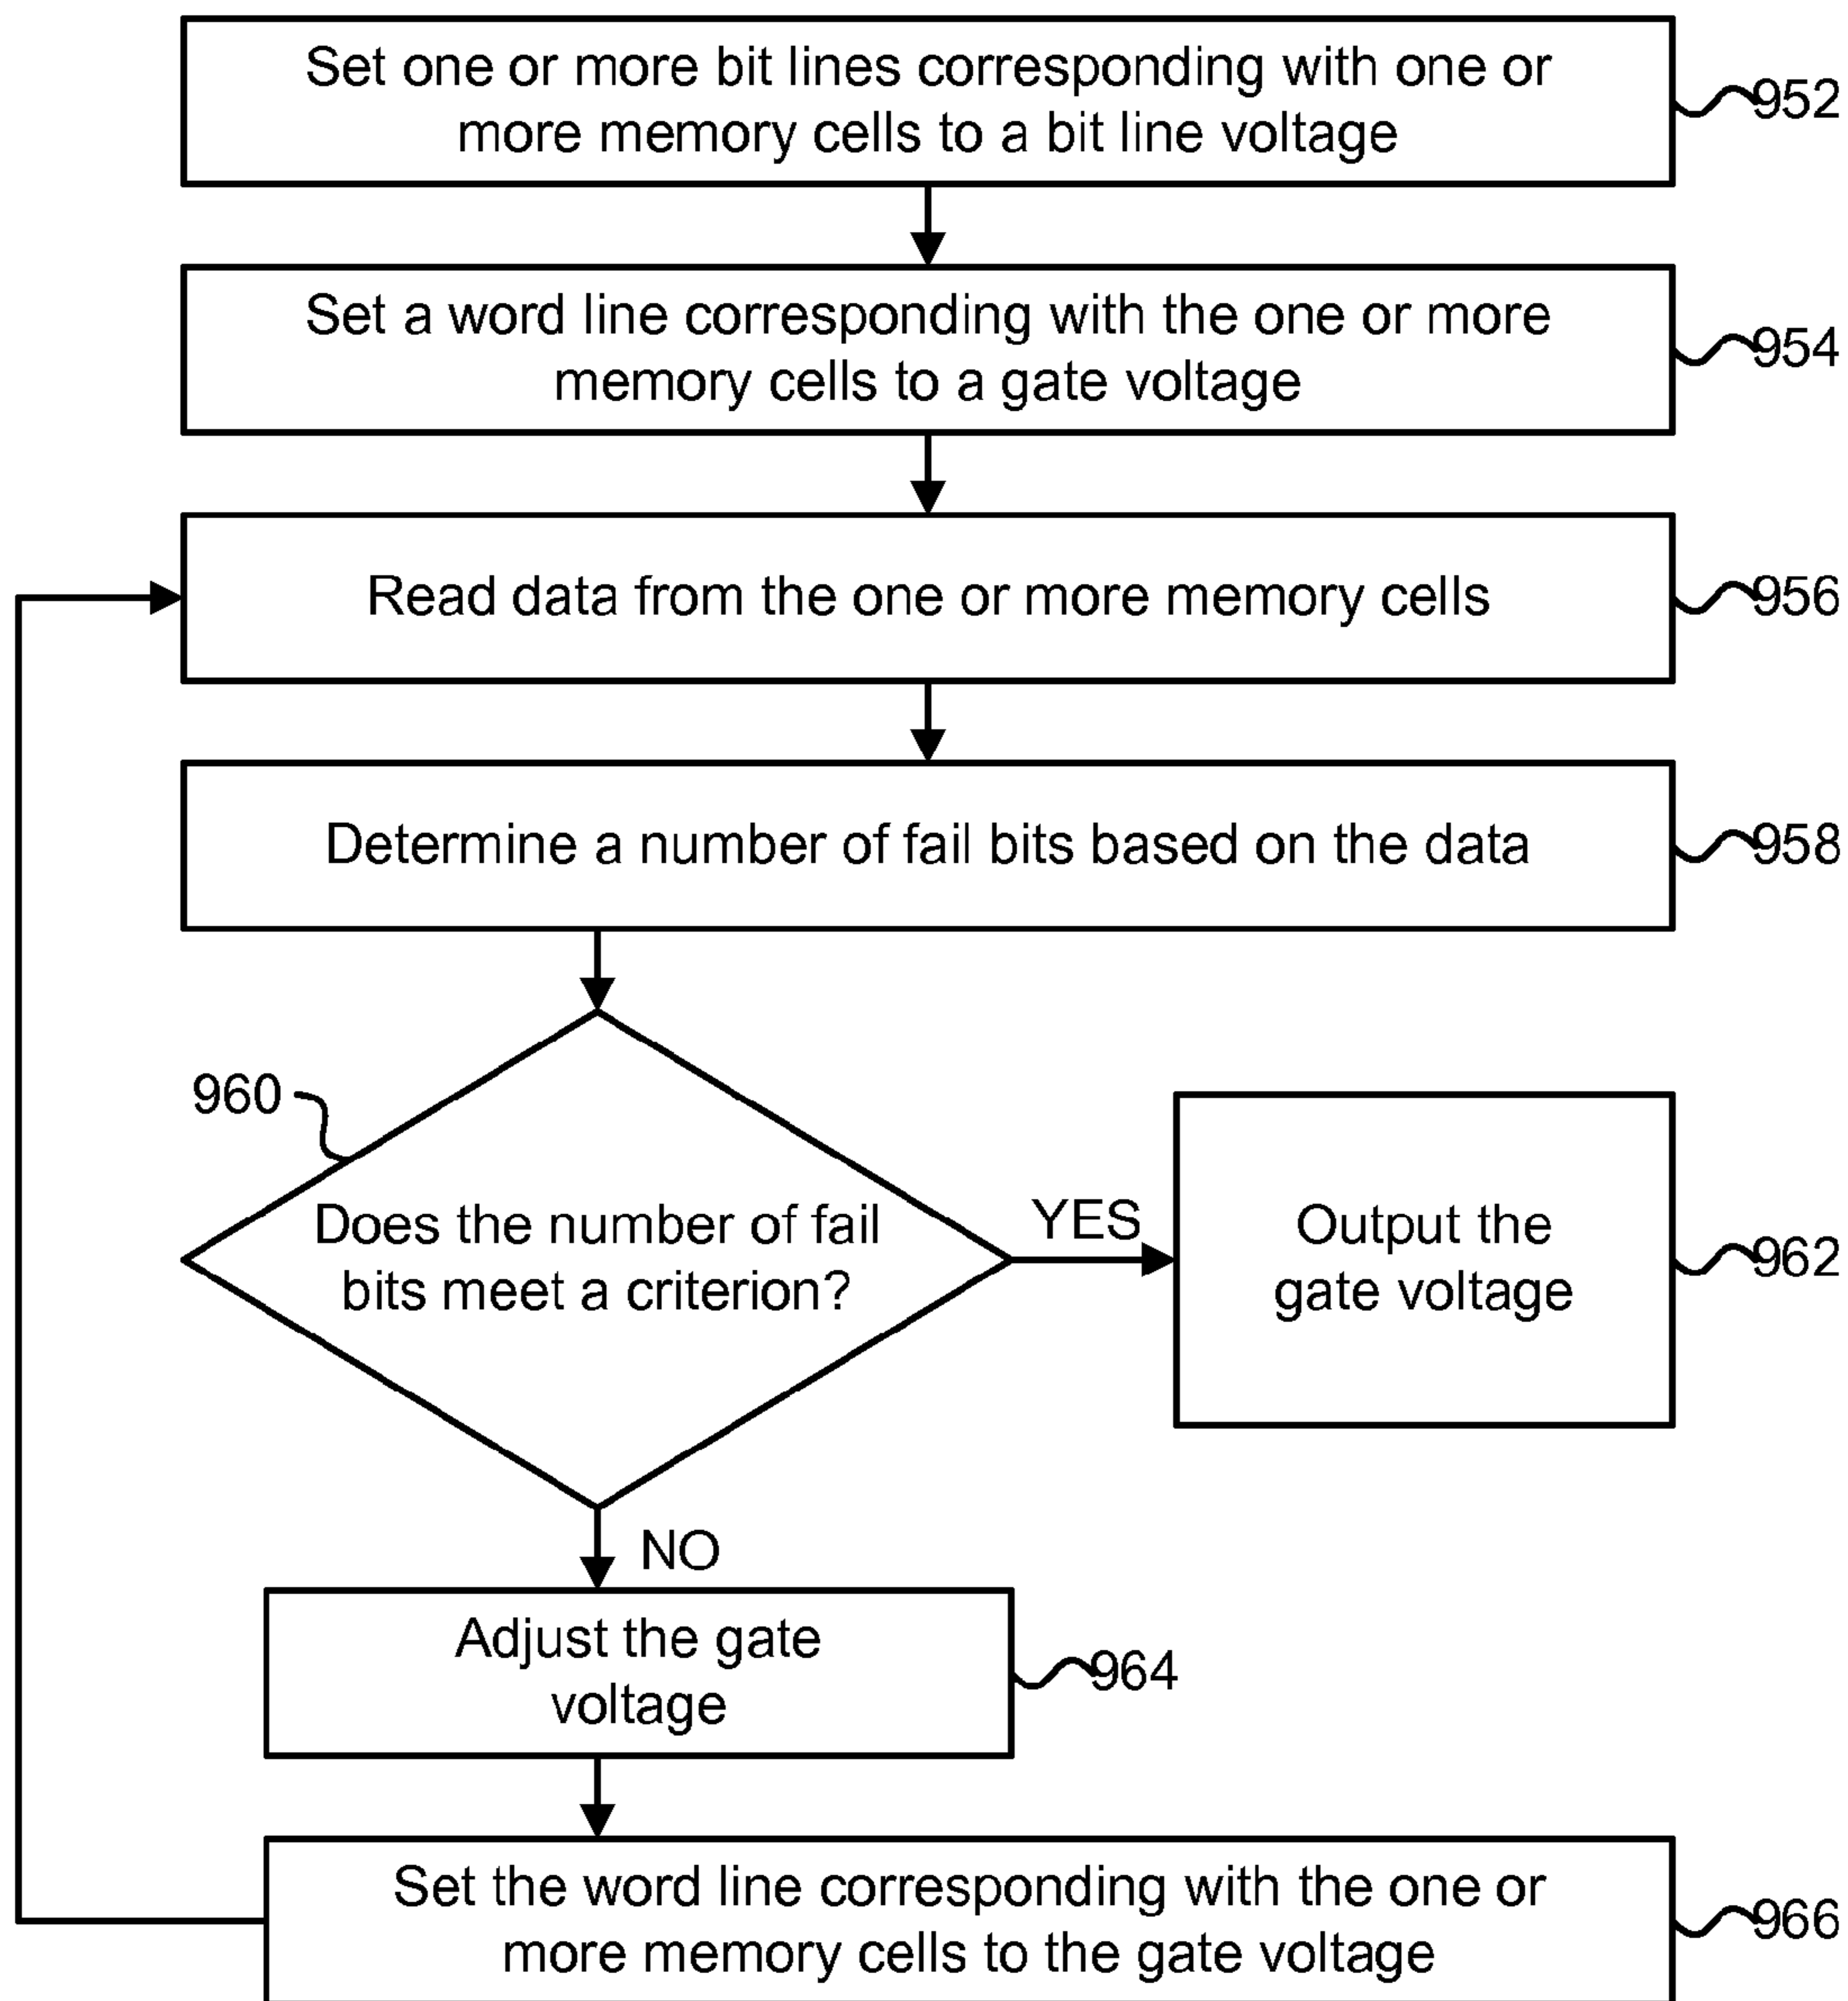 Set one or more bit lines corresponding with one or
more memory cells to a bit line voltage
952
Set a word line corresponding with the one or more
memory cells to a gate voltage
954
Read data from the one or more memory cells
956
Determine a number of fail bits based on the data
958
960
Does the number of fail
bits meet a criterion?
YES
Output the
gate voltage
962
NO
Adjust the gate
voltage
964
Set the word line corresponding with the one or
more memory cells to the gate voltage
966